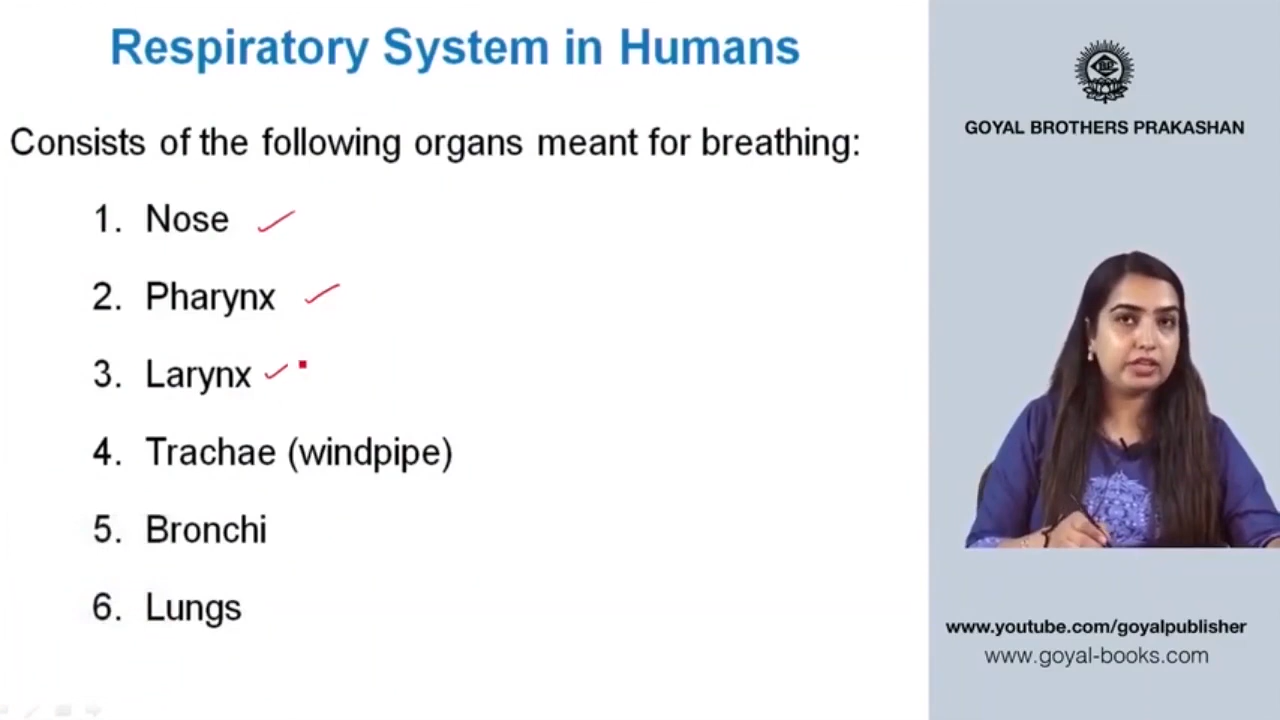 Respiratory System in Humans
Consists of the following organs meant for breathing:
1. Nose
2. Pharynx
3. Larynx
4. Trachae (windpipe)
5. Bronchi
6. Lungs
GOYAL BROTHERS PRAKASHAN
www.youtube.com/goyalpublisher
www.goyal-books.com